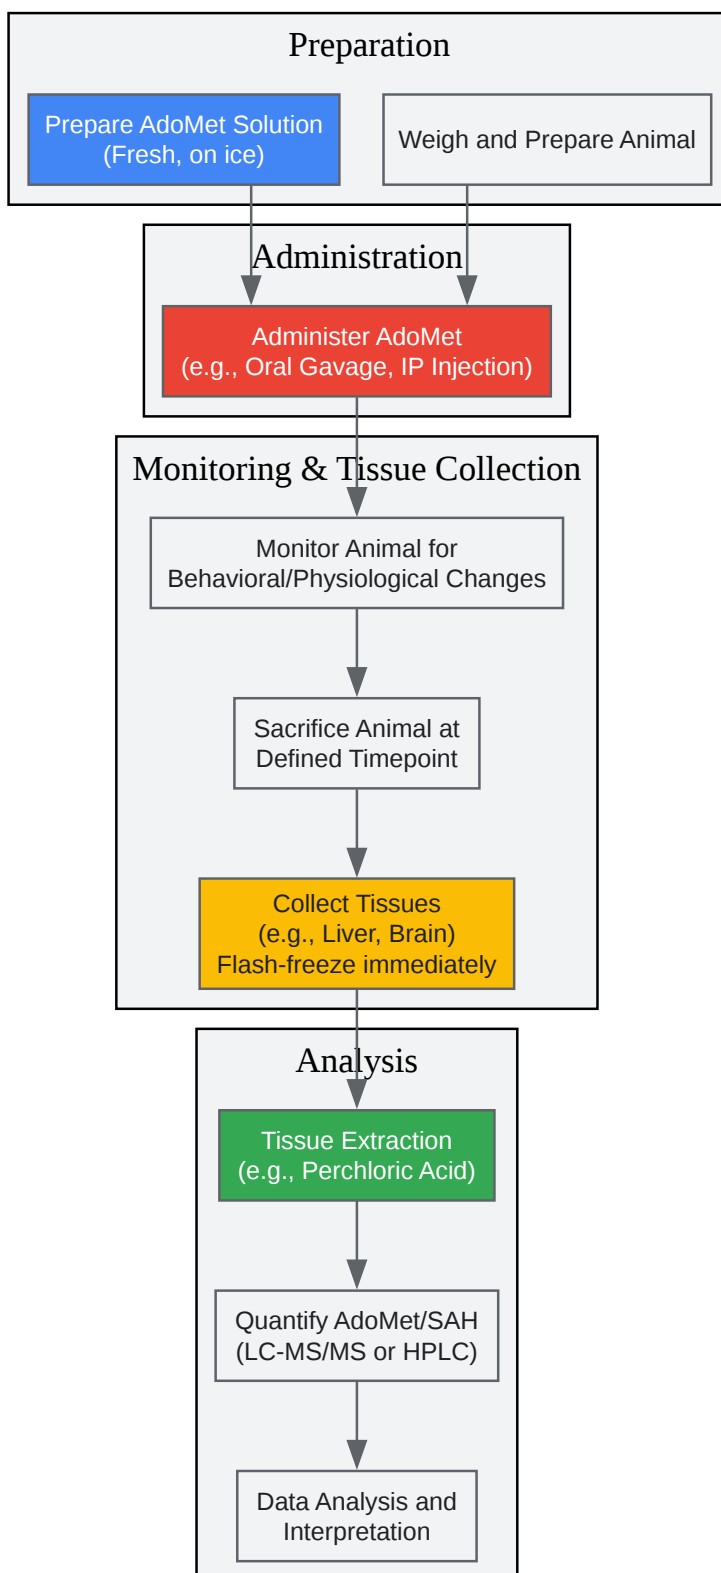 Preparation
Prepare AdoMet Solution
(Fresh, on ice)
Weigh and Prepare Animal
Administration
Administer AdoMet
(e.g., Oral Gavage, IP Injection)
Monitoring & Tissue Collection
Monitor Animal for
Behavioral/Physiological Changes
Sacrifice Animal at
Defined Timepoint
Collect Tissues
(e.g., Liver, Brain)
Flash-freeze immediately
Analysis
Tissue Extraction
(e.g., Perchloric Acid)
Quantify AdoMet/SAH
(LC-MS/MS or HPLC)
Data Analysis and
Interpretation